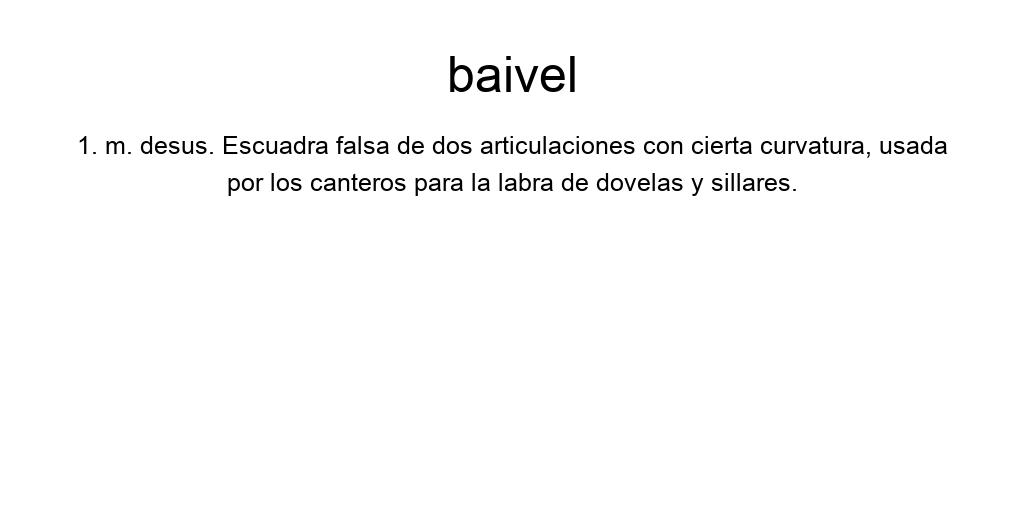 baivel
1. m. desus. Escuadra falsa de dos articulaciones con cierta curvatura, usada
por los canteros para la labra de dovelas y sillares.